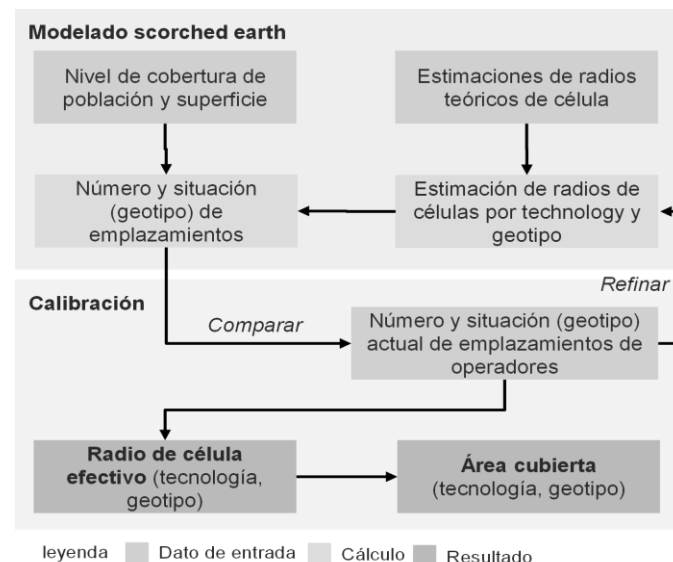 Modelado scorched earth
Nivel de cobertura de
población y superficie
Estimaciones de radios
teóricos de célula
Número y situación
(geotipo) de
emplazamientos
Estimación de radios de
células por technology y
geotipo
Calibración
Refinar
Comparar
Número y situación (geotipo)
actual de emplazamientos de
operadores
Radio de célula
efectivo (tecnología,
geotipo)
Área cubierta
(tecnología, geotipo)
leyenda Dato de entrada Cálculo Resultado